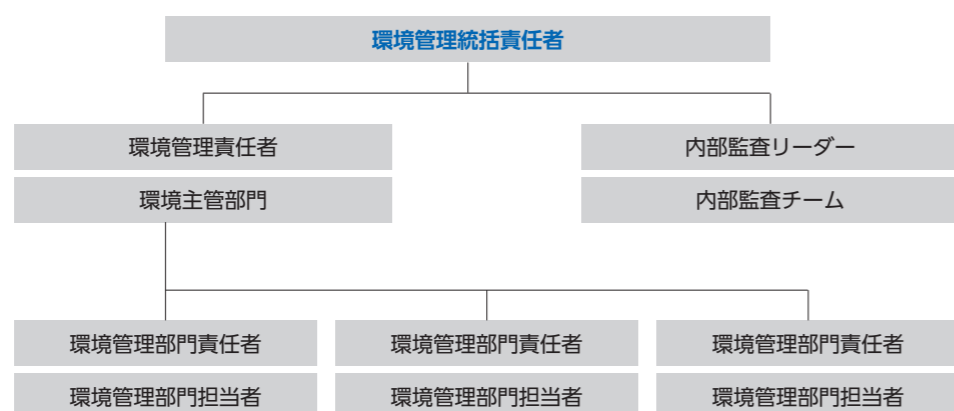 環境管理統括責任者
環境管理責任者
内部監査リーダー
環境主管部門
内部監査チーム
環境管理部門責任者
環境管理部門責任者
環境管理部門責任者
環境管理部門担当者
環境管理部門担当者
環境管理部門担当者